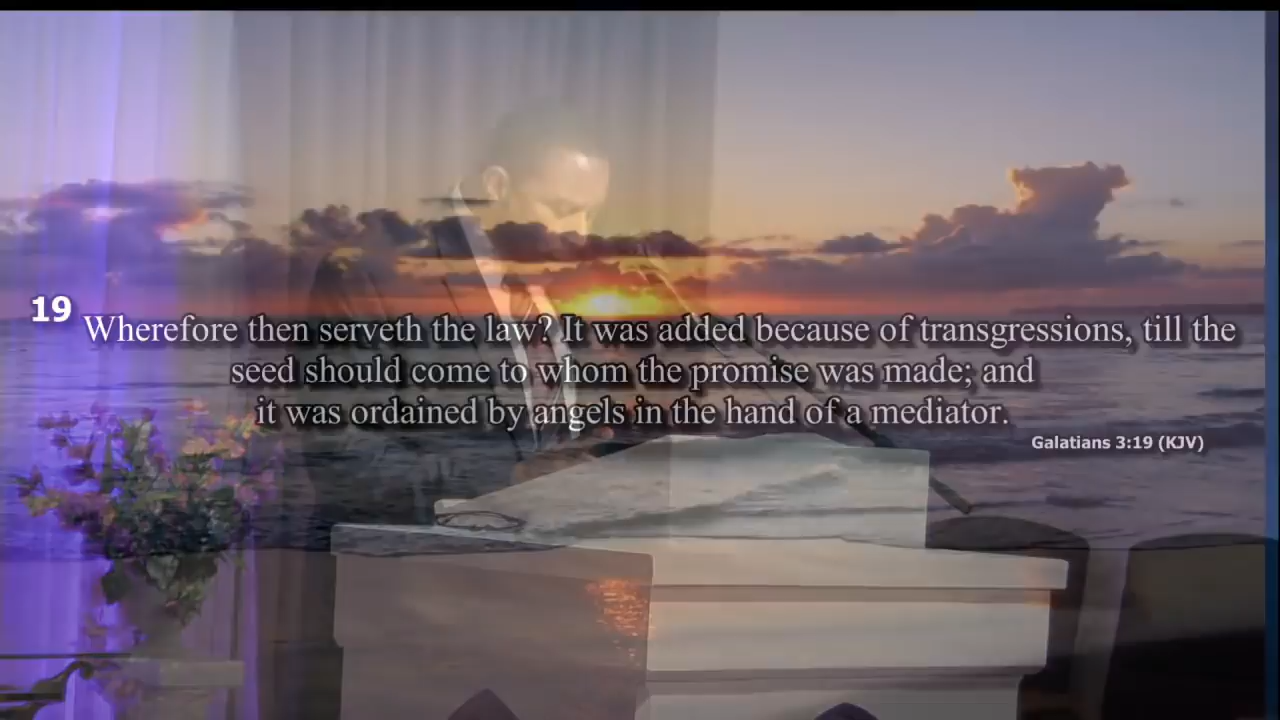 19
Wherefore then serveth the law? It was added because of transgressions, till the
seed should come to whom the promise was made; and
it was ordained by angels in the hand of a mediator.
Galatians 3:19 (KJV)